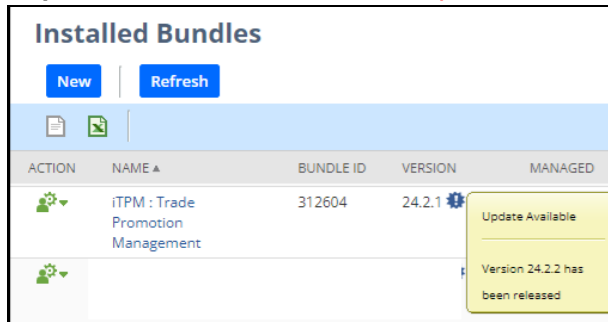 Installed Bundles
New Refresh
ACTION NAME BUNDLE ID VERSION MANAGED
iTPM : Trade 312604 24.2.1 Update Available
Promotion
Management
Version 24.2.2 has
been released